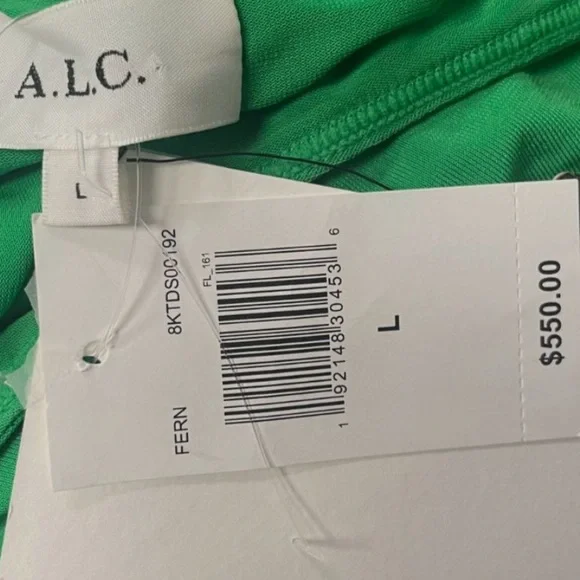 A.L.C.
L
8KTDS00192
FERN
FL_161
1 92148 30453 6
L
$550.00